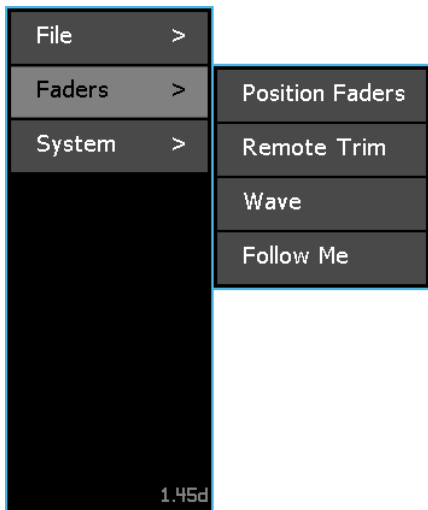 File >
Faders >
System >
Position Faders
Remote Trim
Wave
Follow Me
1.45d